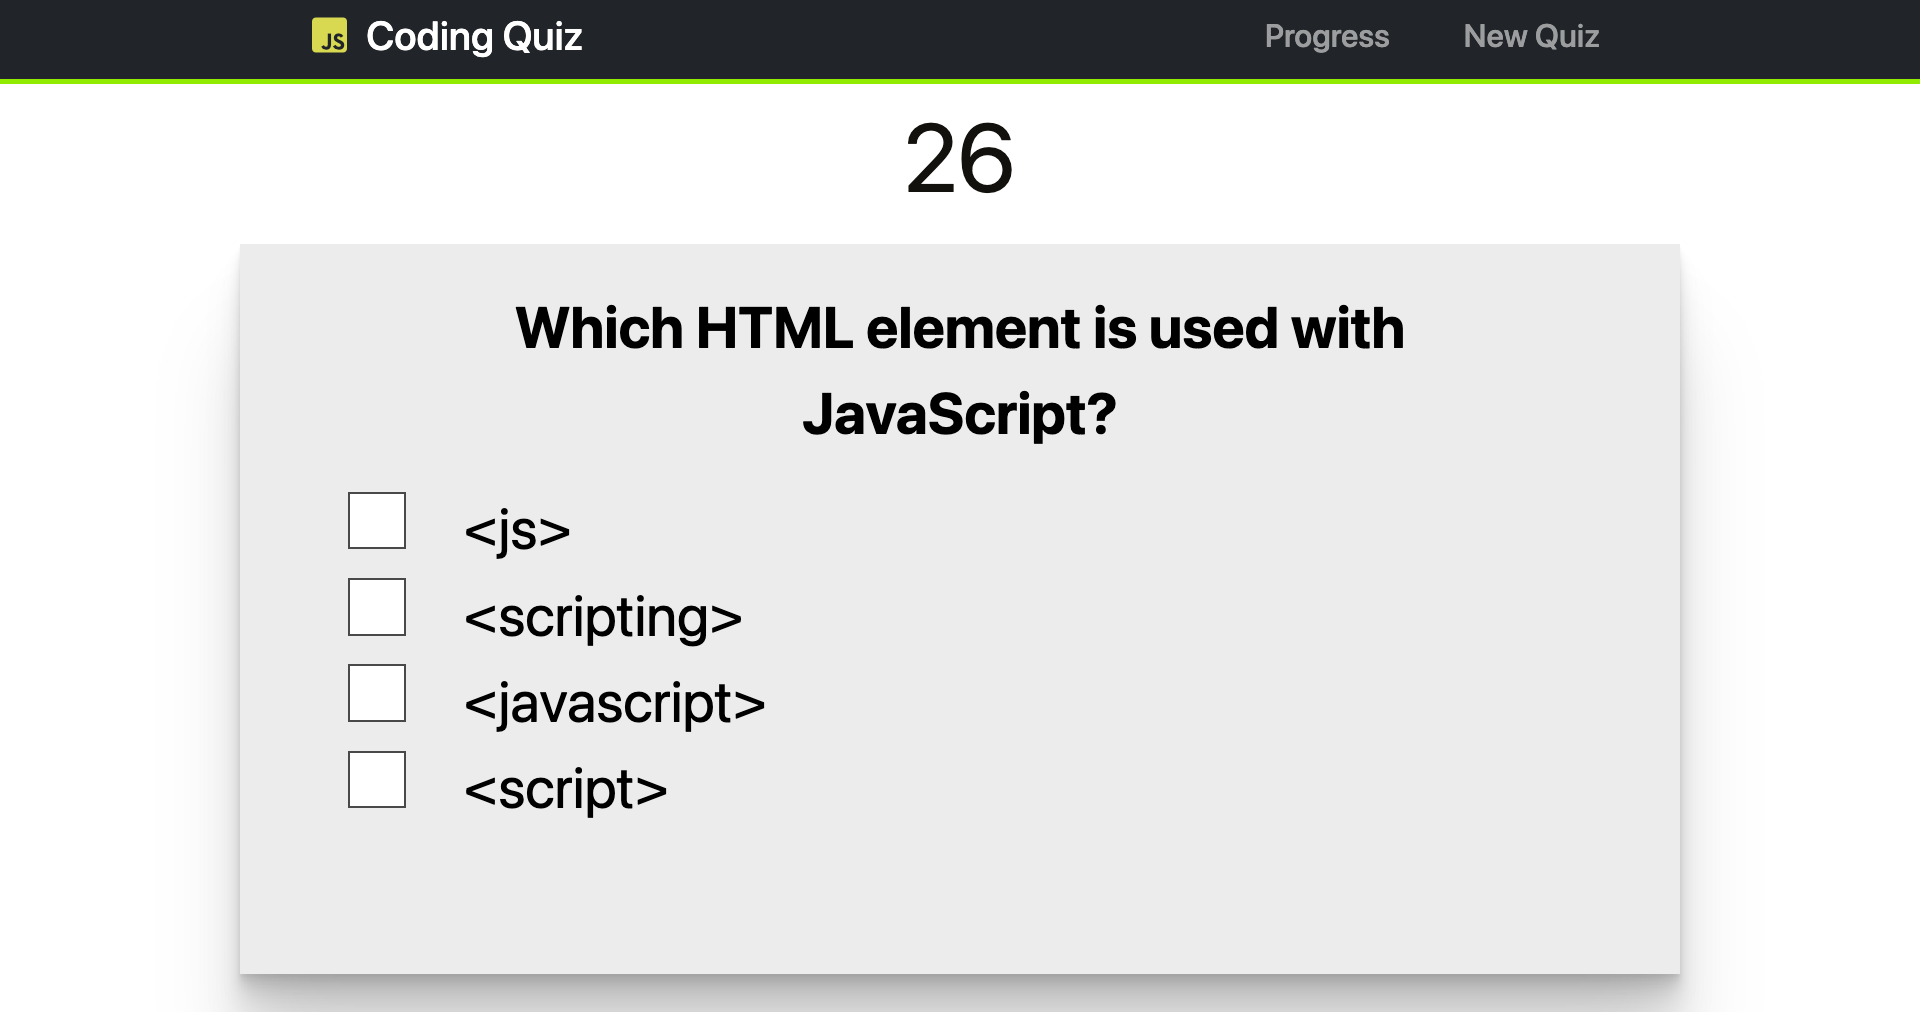 JS Coding Quiz Progress New Quiz
26
Which HTML element is used with
JavaScript?
<js>
<scripting>
<javascript>
<script>